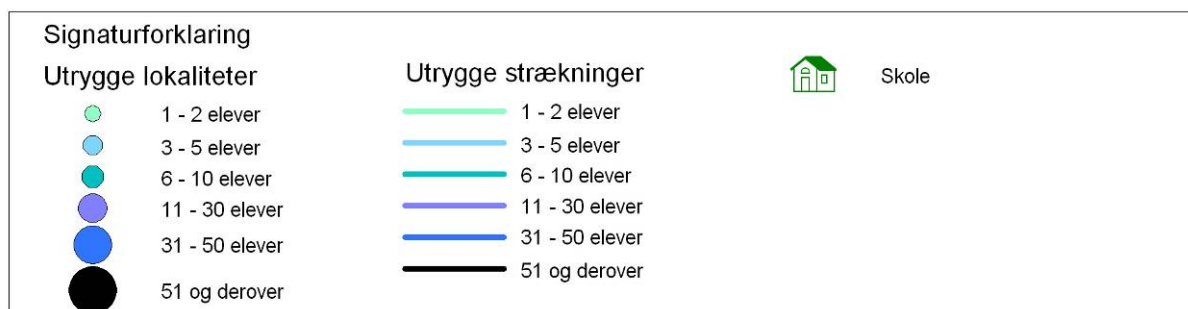 Signaturforklaring
Utrygge lokaliteter
1 - 2 elever
3 - 5 elever
6 - 10 elever
11 - 30 elever
31 - 50 elever
51 og derover
Utrygge strækninger
1 - 2 elever
3 - 5 elever
6 - 10 elever
11 - 30 elever
31 - 50 elever
51 og derover
Skole